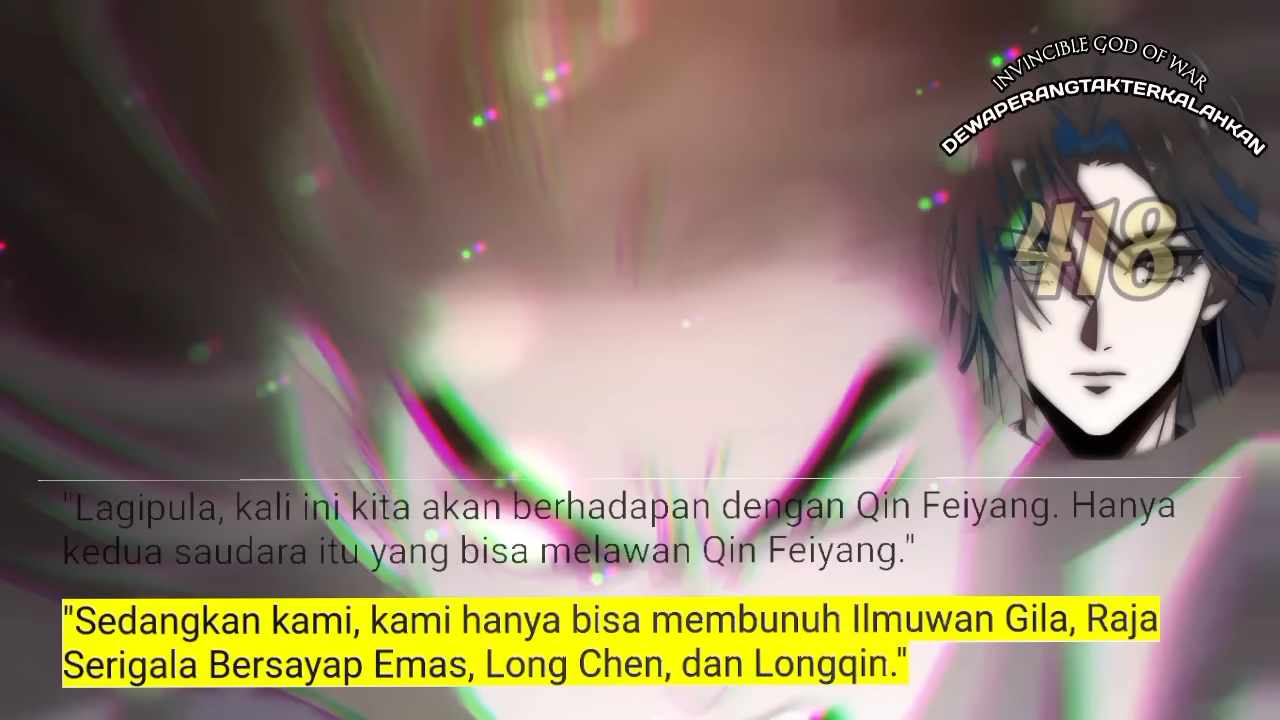 INVINCIBLE GOD OF WAR
DEWAPERANGTAKTERKALAHKAN
418
"Lagipula, kali ini kita akan berhadapan dengan Qin Feiyang. Hanya
kedua saudara itu yang bisa melawan Qin Feiyang."
"Sedangkan kami, kami hanya bisa membunuh Ilmuwan Gila, Raja
Serigala Bersayap Emas, Long Chen, dan Longqin."